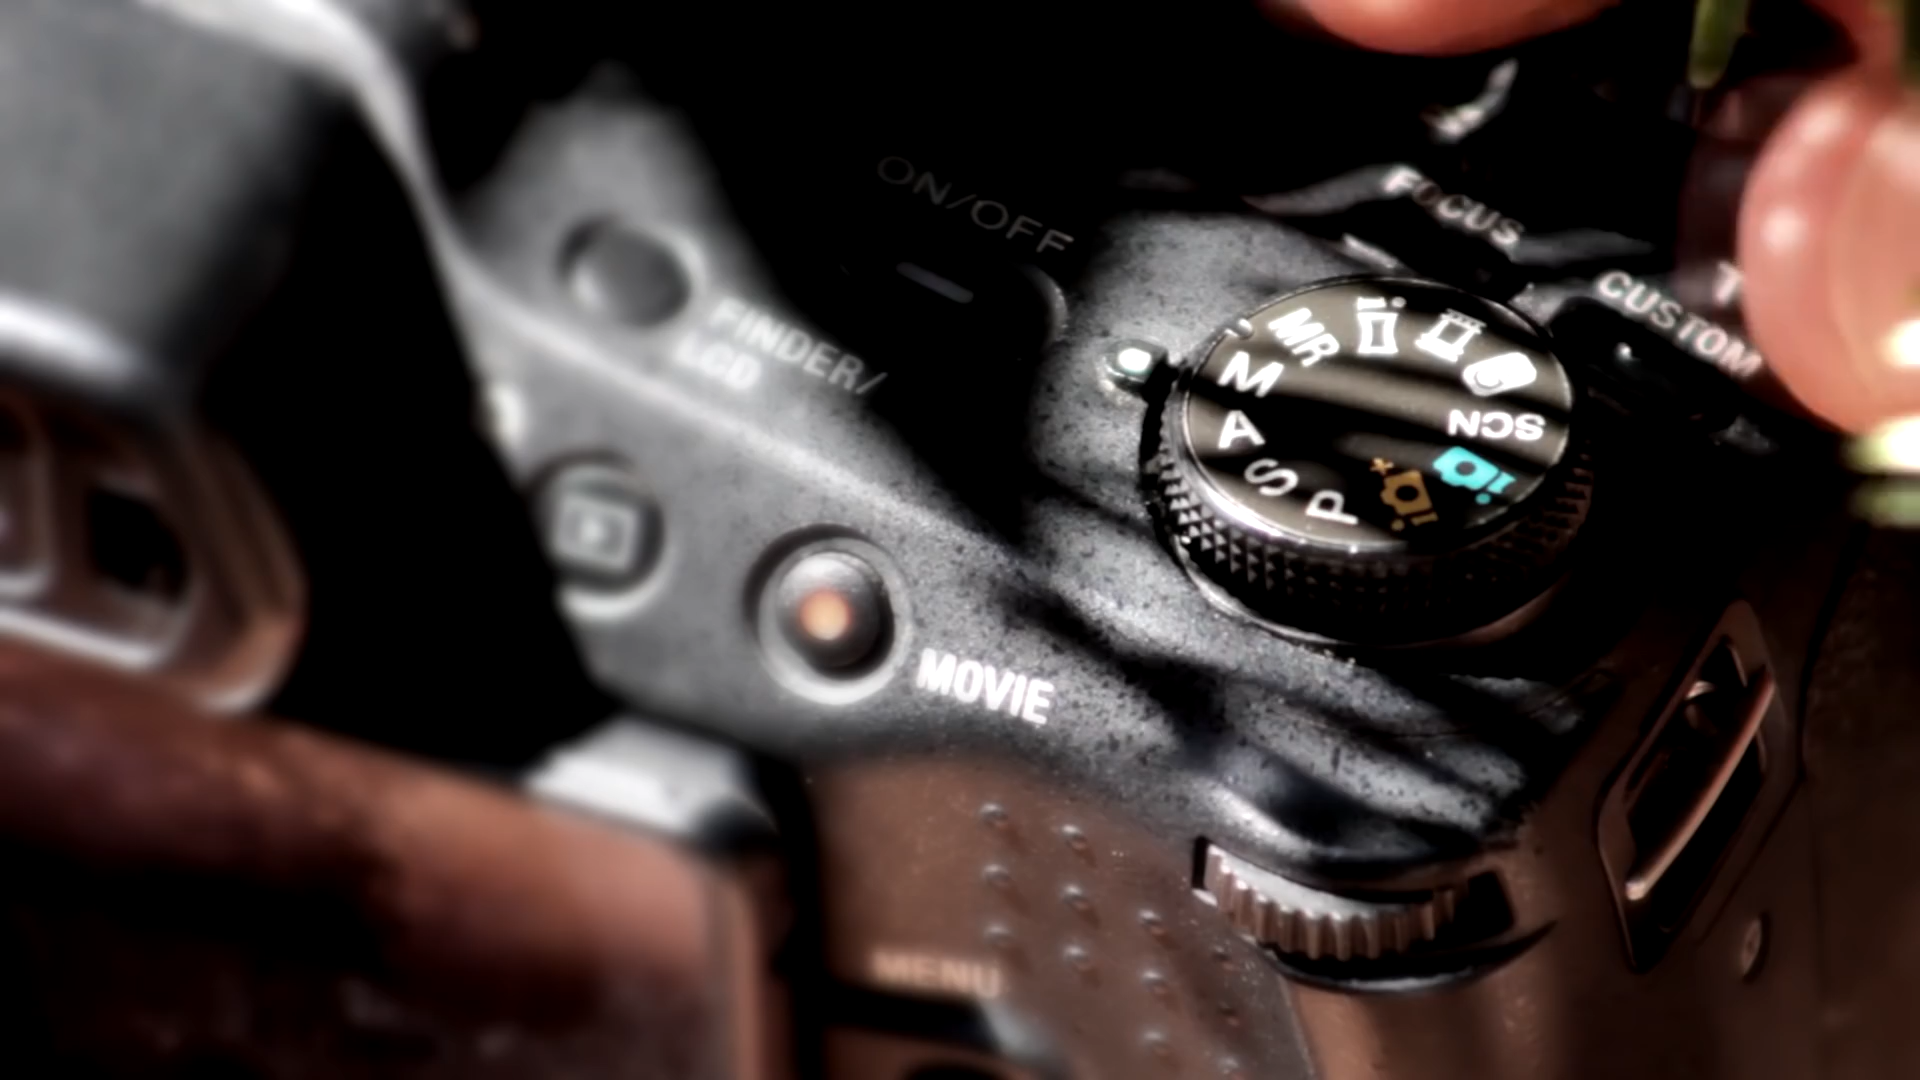 ON/OFF
FOCUS
CUSTOM
FINDER/
LCD
MR
M
A
S
P
SCN
i
i+
MOVIE
MENU